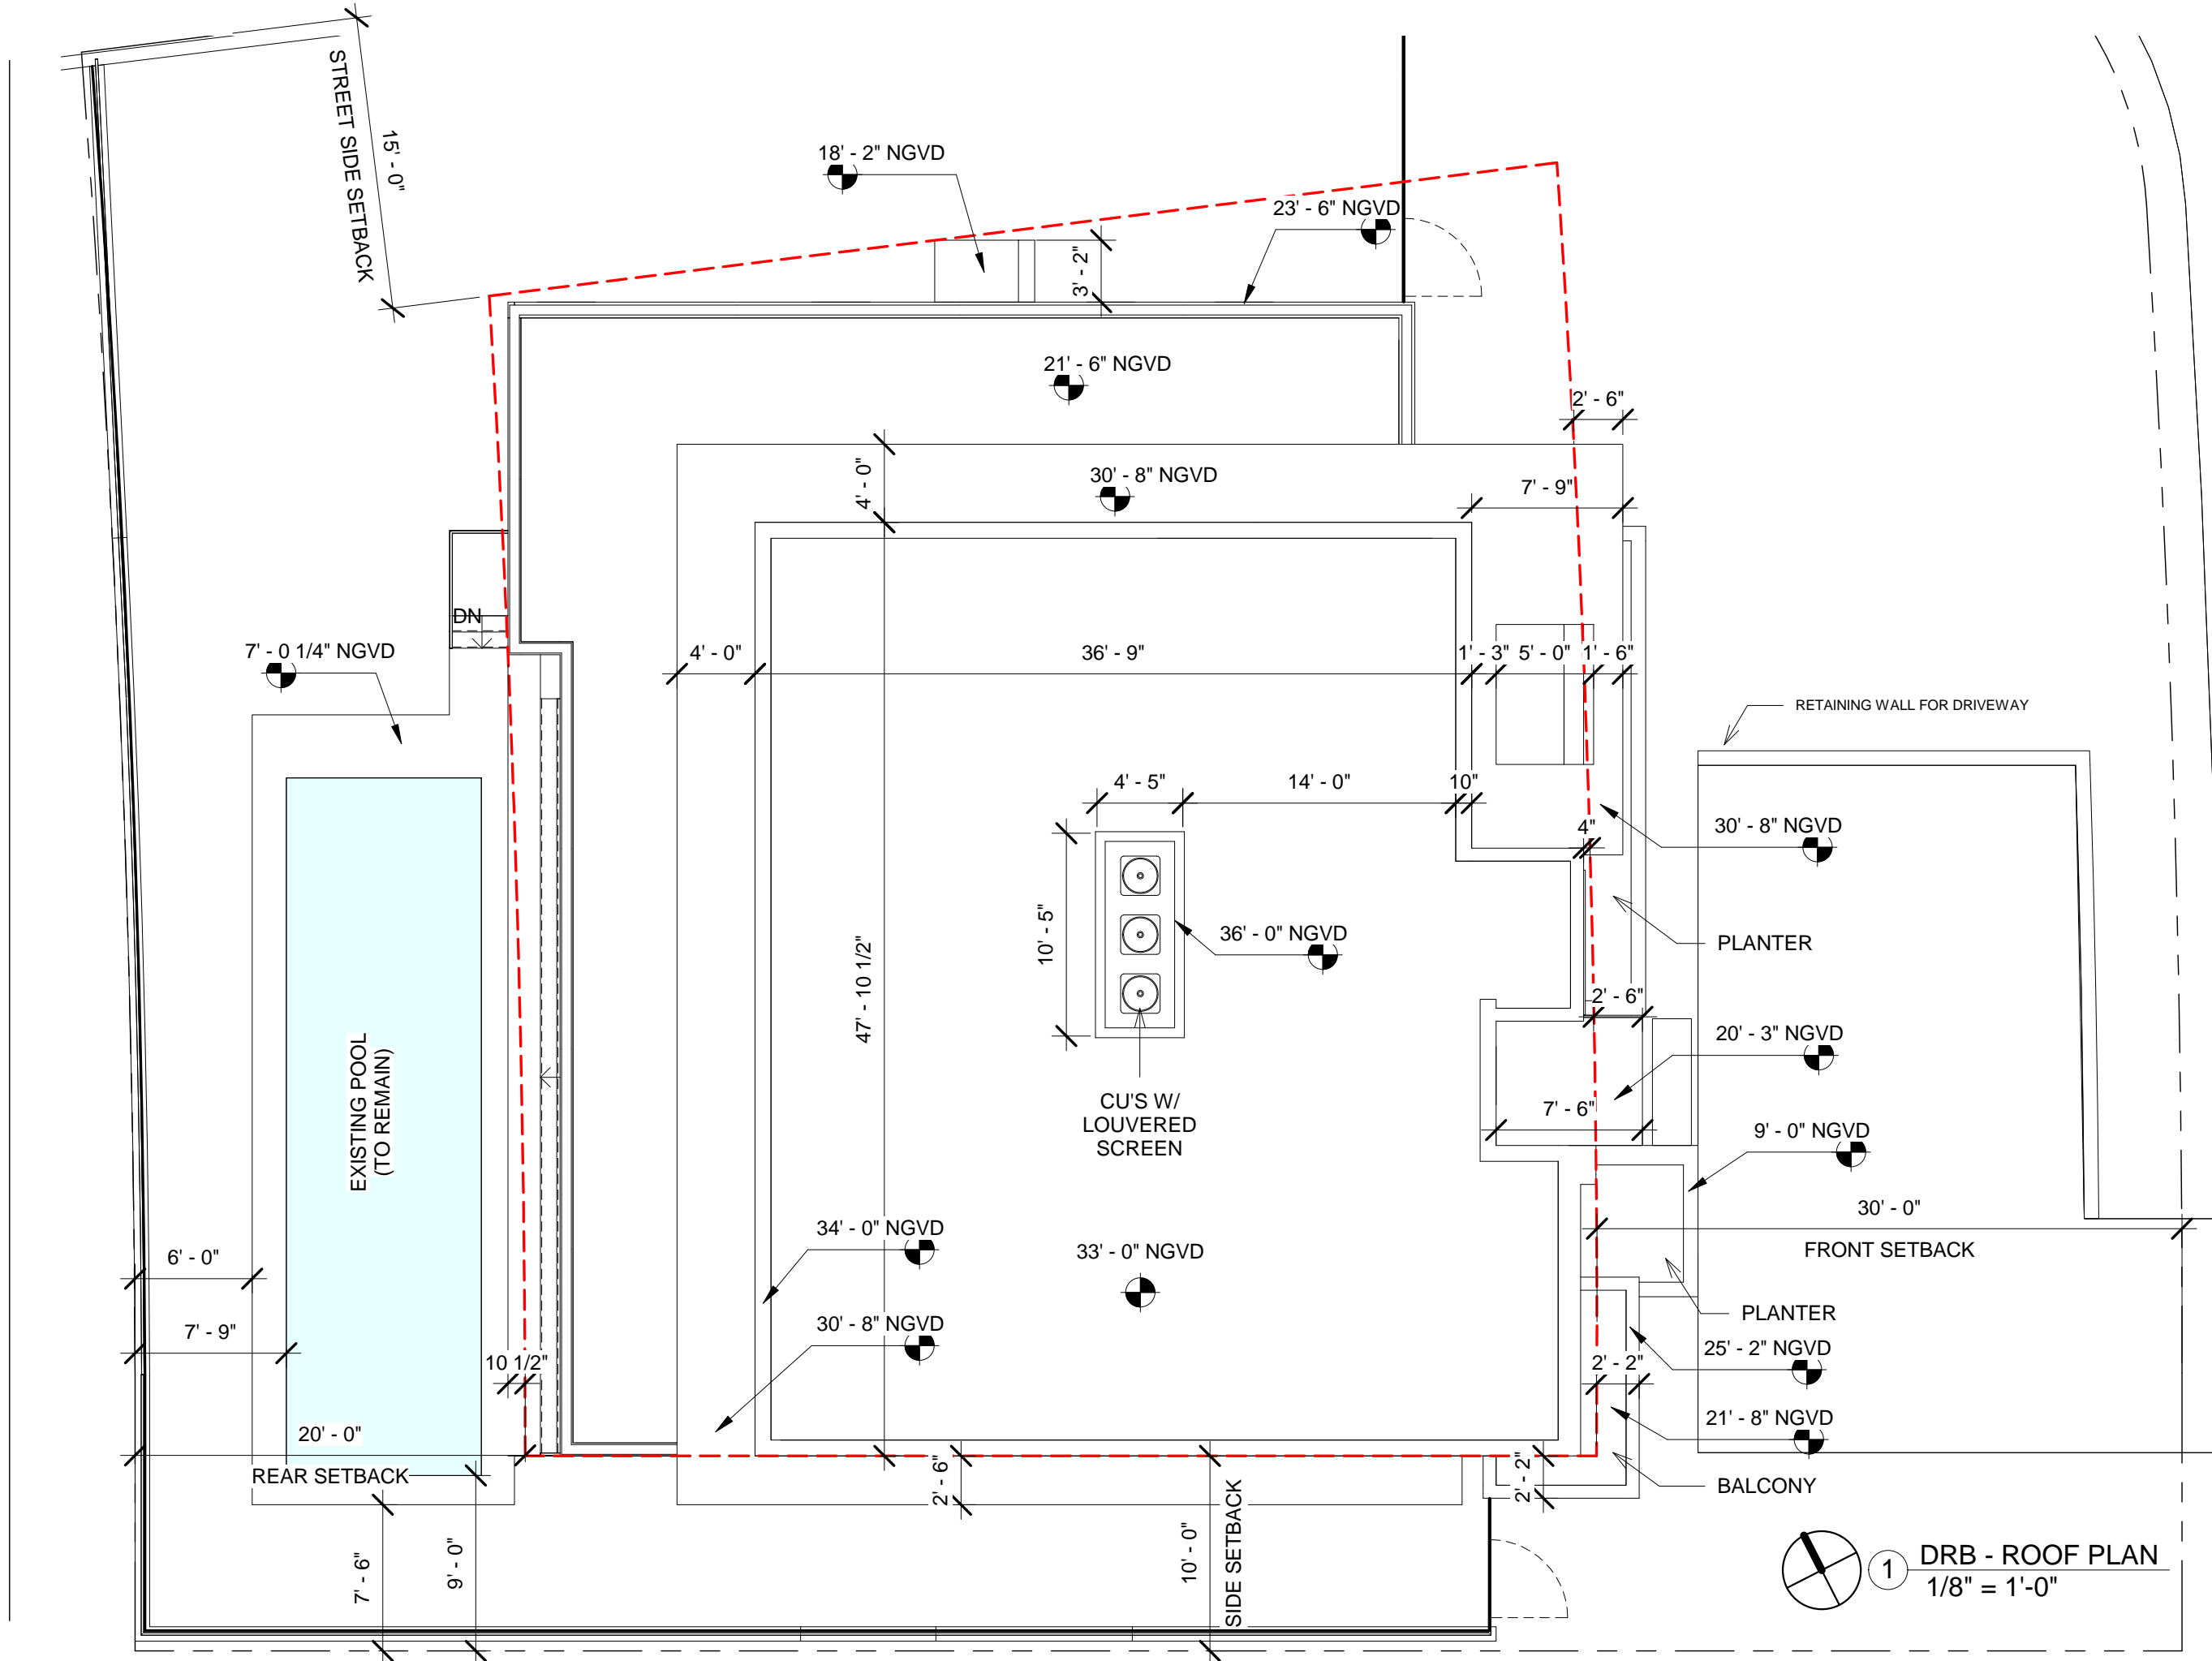 STREET SIDE SETBACK
15' - 0"
18' - 2" NGVD
23' - 6" NGVD
3' - 2"
21' - 6" NGVD
2' - 6"
4' - 0"
30' - 8" NGVD
7' - 9"
DN
7' - 0 1/4" NGVD
4' - 0"
36' - 9"
1' - 3"
5' - 0"
1' - 6"
RETAINING WALL FOR DRIVEWAY
4' - 5"
14' - 0"
10"
4"
30' - 8" NGVD
10' - 5"
36' - 0" NGVD
PLANTER
47' - 10 1/2"
2' - 6"
20' - 3" NGVD
EXISTING POOL
(TO REMAIN)
CU'S W/
LOUVERED
SCREEN
7' - 6"
9' - 0" NGVD
30' - 0"
FRONT SETBACK
34' - 0" NGVD
33' - 0" NGVD
6' - 0"
PLANTER
7' - 9"
30' - 8" NGVD
25' - 2" NGVD
10 1/2"
2' - 2"
21' - 8" NGVD
20' - 0"
REAR SETBACK
2' - 6"
2' - 2"
BALCONY
SIDE SETBACK
10' - 0"
7' - 6"
9' - 0"
1
DRB - ROOF PLAN
1/8" = 1'-0"